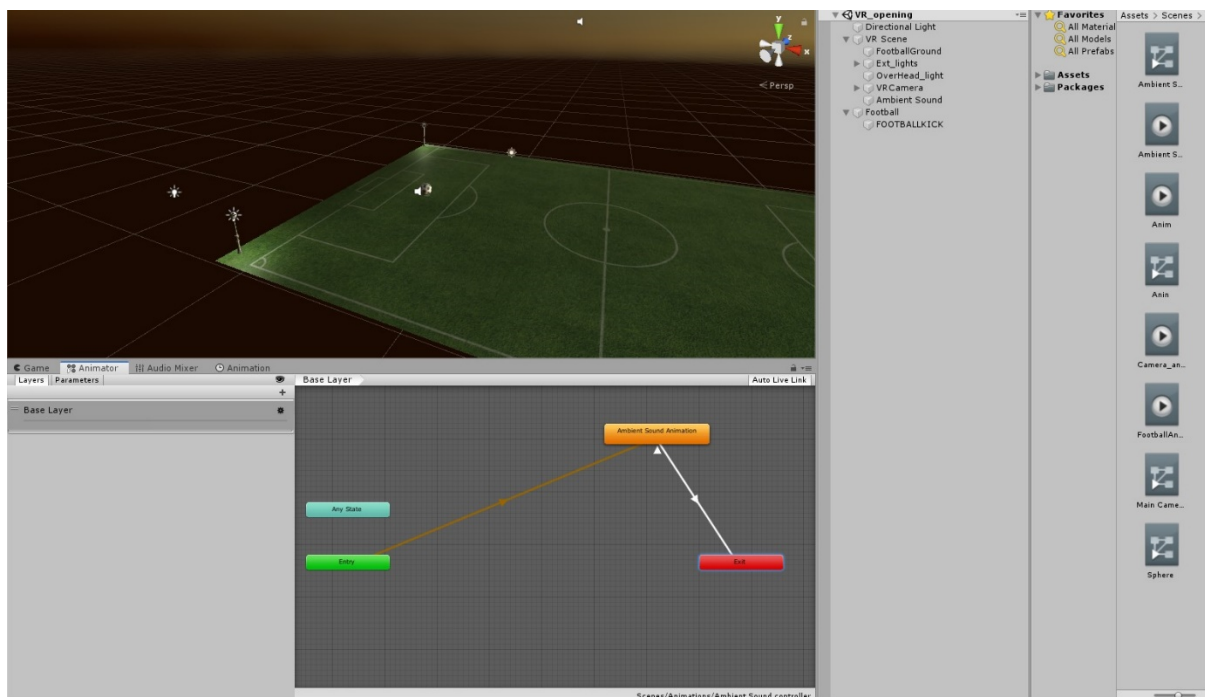 y
x
z
Persp
VR_opening
Directional Light
VR Scene
FootballGround
Ext_lights
OverHead_light
VRCamera
Ambient Sound
Football
FOOTBALLKICK
Favorites
All Material
All Models
All Prefabs
Assets
Packages
Assets > Scenes >
Ambient S..
Ambient S..
Anim
Anin
Camera_an..
FootballAn..
Main Came..
Sphere
Game Animator Audio Mixer Animation
Layers Parameters
+
Base Layer
Base Layer
Auto Live Link
Ambient Sound Animation
Any State
Entry
Exit
Scenes/Animations/Ambient Sound.controller